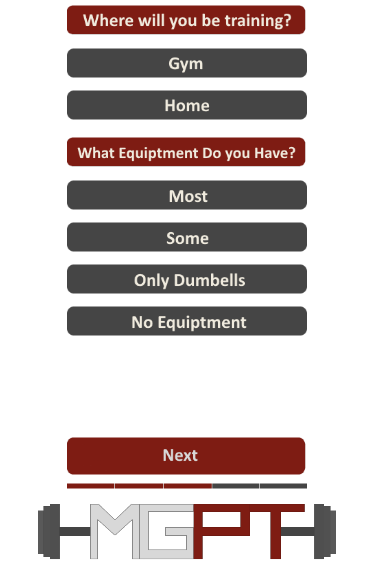 Where will you be training?
Gym
Home
What Equiptment Do you Have?
Most
Some
Only Dumbells
No Equiptment
Next
MGPT